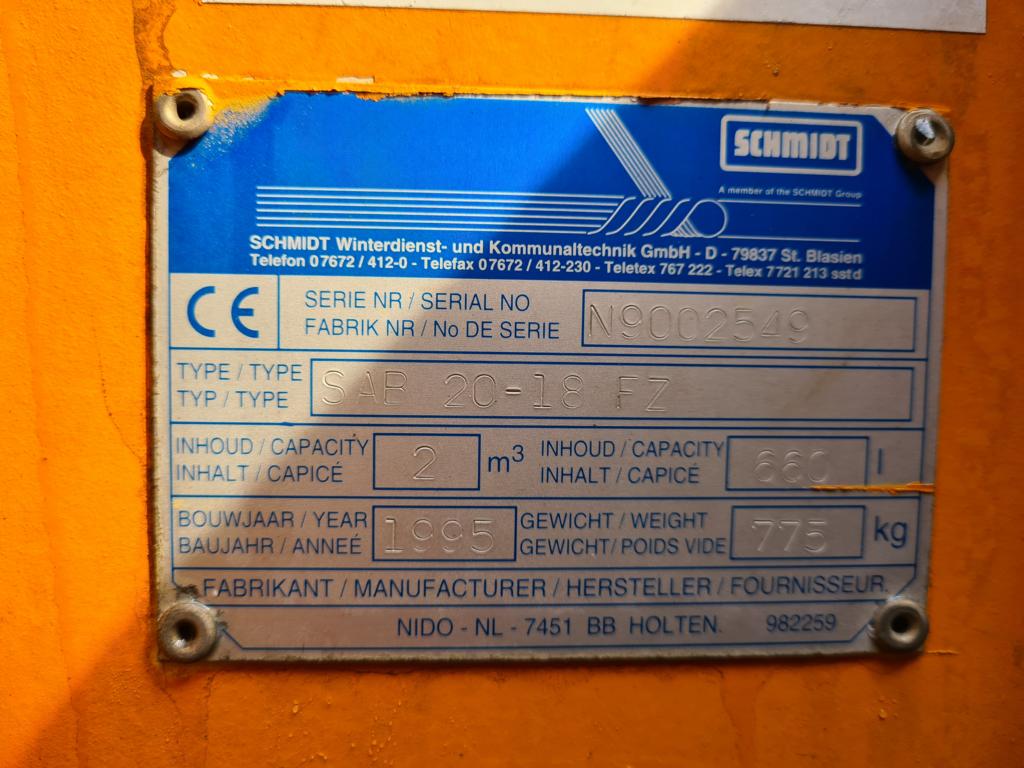 SCHMIDT
A member of the SCHMIDT Group
SCHMIDT Winterdienst- und Kommunaltechnik GmbH - D - 79837 St. Blasien
Telefon 07672 / 412-0 - Telefax 07672 / 412-230 - Teletex 767 222 - Telex 7 721 213 sst d
CE
SERIE NR / SERIAL NO
FABRIK NR / No DE SERIE
N9002549
TYPE / TYPE
TYP / TYPE
SAB 20-18 FZ
INHOUD / CAPACITY
INHALT / CAPICÉ
2 m³
INHOUD / CAPACITY
INHALT / CAPICÉ
660 l
BOUWJAAR / YEAR
BAUJAHR / ANNEÉ
1995
GEWICHT / WEIGHT
GEWICHT / POIDS VIDE
775 kg
FABRIKANT / MANUFACTURER / HERSTELLER / FOURNISSEUR.
NIDO - NL - 7451 BB HOLTEN. 982259